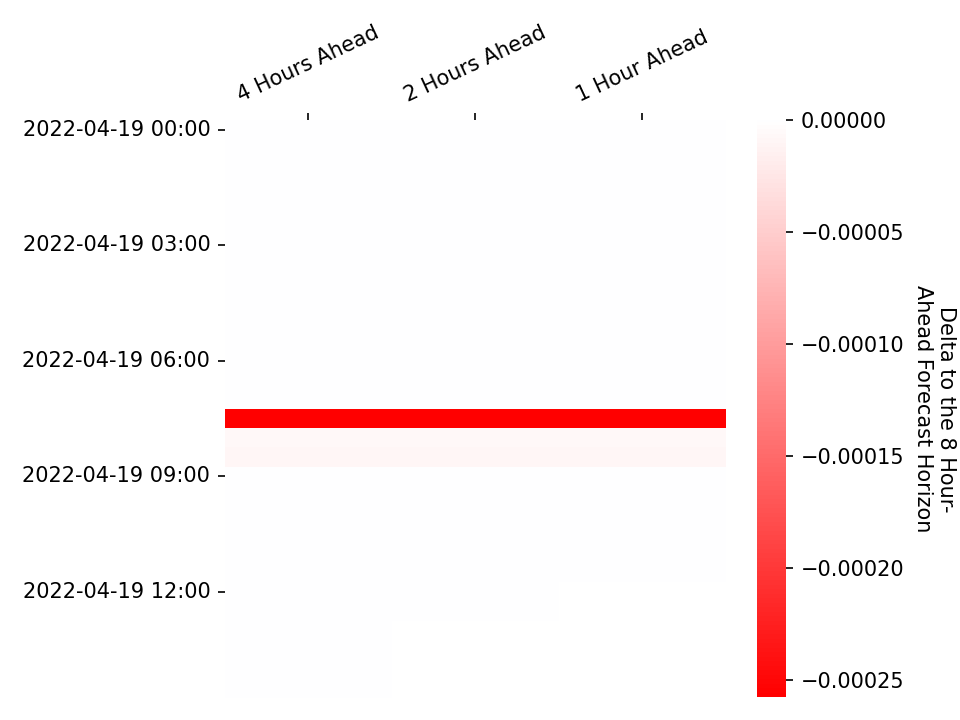 4 Hours Ahead
2 Hours Ahead
1 Hour Ahead
2022-04-19 00:00
2022-04-19 03:00
2022-04-19 06:00
2022-04-19 09:00
2022-04-19 12:00
0.00000
−0.00005
−0.00010
−0.00015
−0.00020
−0.00025
Delta to the 8 Hour-
Ahead Forecast Horizon